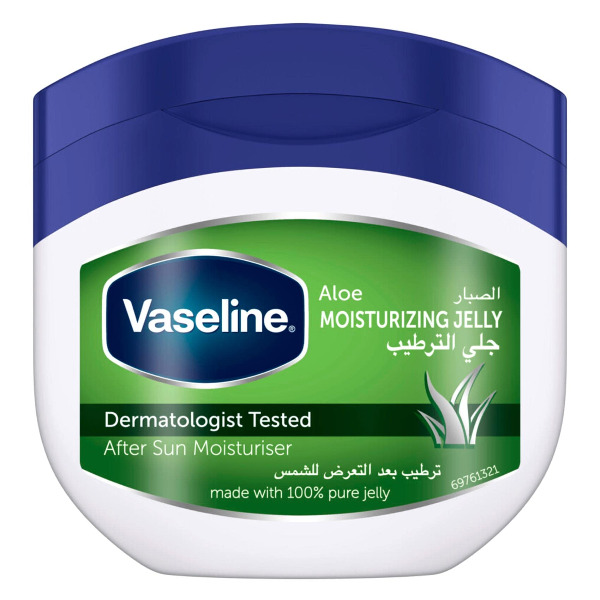 Vaseline®
Aloe
الصبار
MOISTURIZING JELLY
جلي الترطيب
Dermatologist Tested
After Sun Moisturiser
ترطيب بعد التعرض للشمس
made with 100% pure jelly
69761321